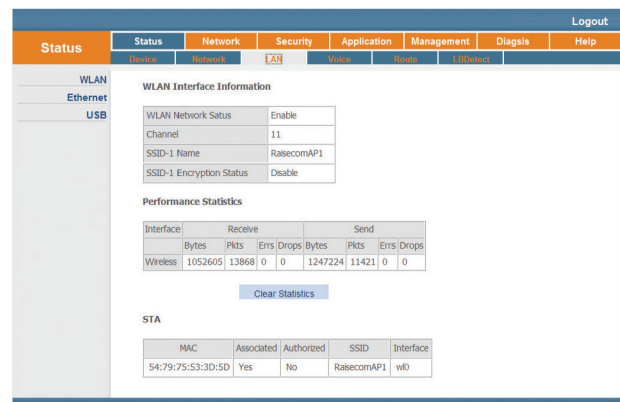 Logout
Status
Status Network Security Application Management Diagsis Help
Device Network LAN Voice Route LBDetect
WLAN
Ethernet
USB
WLAN Interface Information
WLAN Network Satus Enable
Channel 11
SSID-1 Name RaisecomAP1
SSID-1 Encryption Status Disable
Performance Statistics
Interface Receive Send
Bytes Pkts Errs Drops Bytes Pkts Errs Drops
Wireless 1052605 13868 0 0 1247224 11421 0 0
Clear Statistics
STA
MAC Associated Authorized SSID Interface
54:79:75:53:3D:5D Yes No RaisecomAP1 wl0